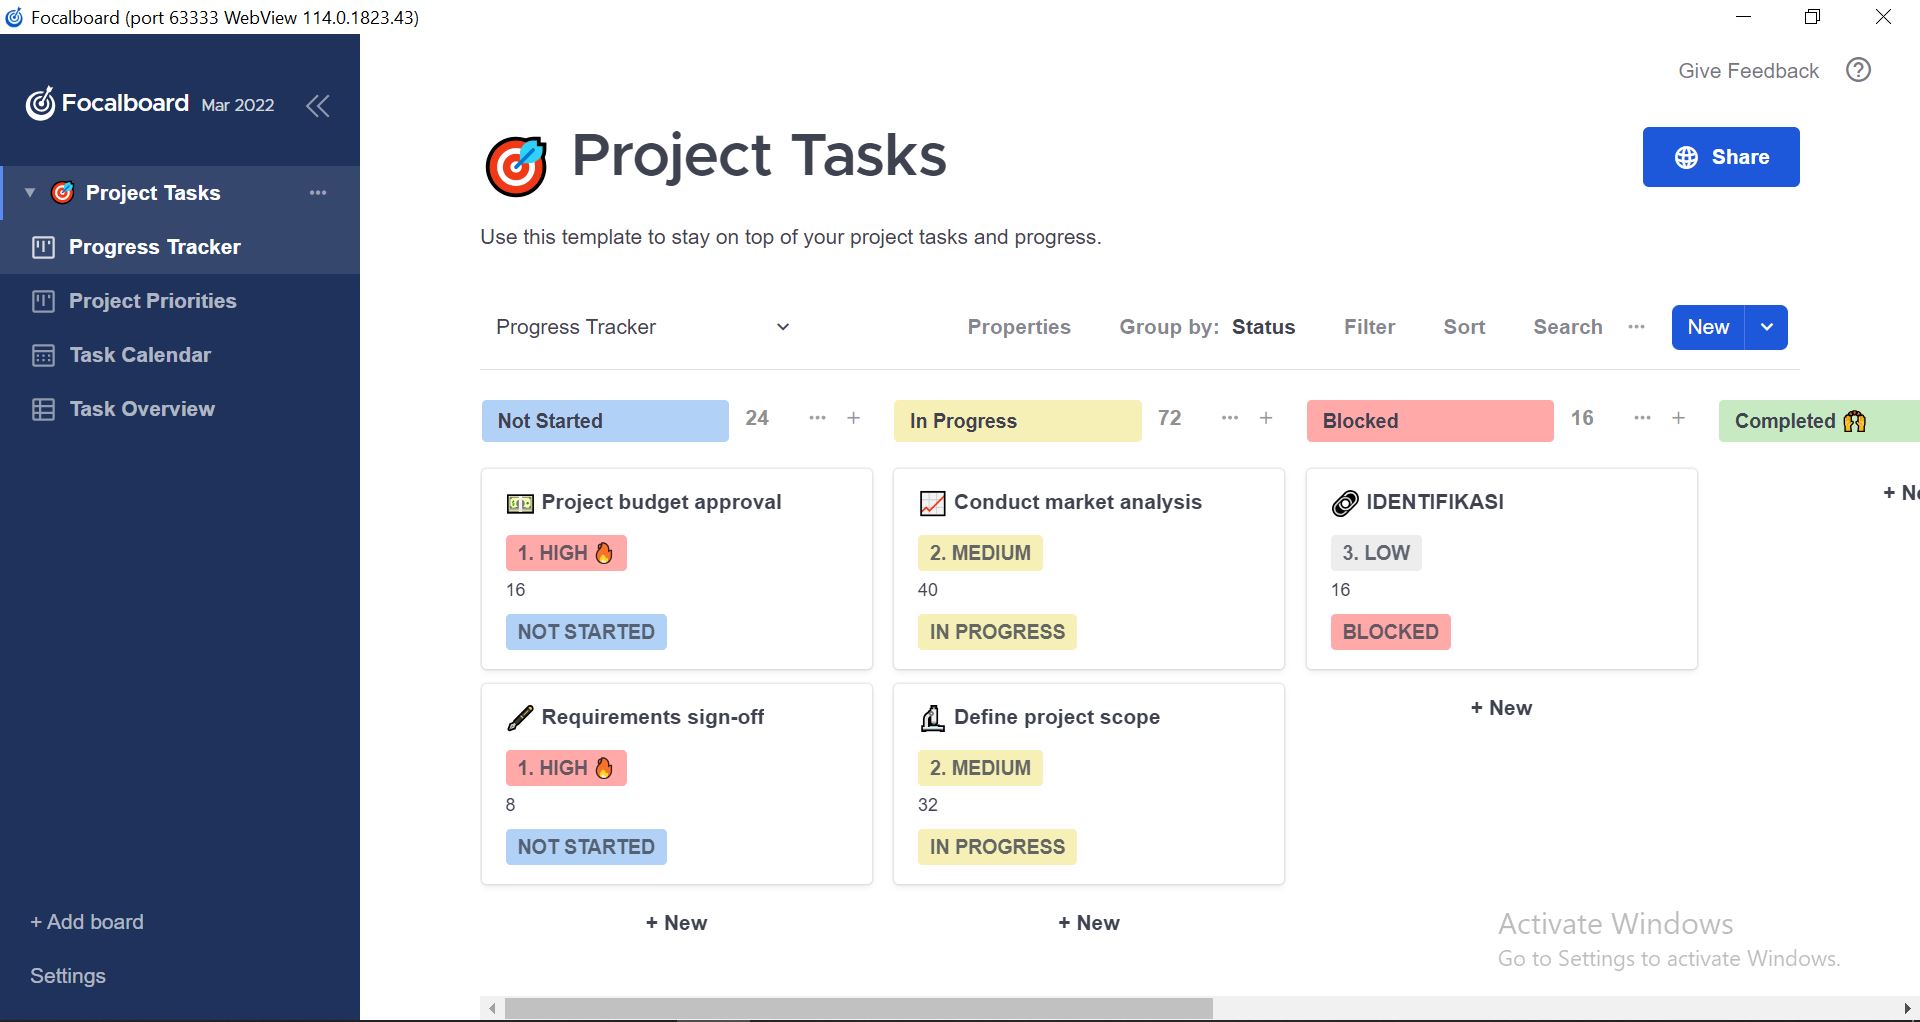 Focalboard (port 63333 WebView 114.0.1823.43)
Give Feedback
Focalboard Mar 2022
Project Tasks
Progress Tracker
Project Priorities
Task Calendar
Task Overview
+ Add board
Settings
Project Tasks
Share
Use this template to stay on top of your project tasks and progress.
Progress Tracker Properties Group by: Status Filter Sort Search ... New
Not Started 24 ... +
In Progress 72 ... +
Blocked 16 ... +
Completed
Project budget approval
1. HIGH
16
NOT STARTED
Requirements sign-off
1. HIGH
8
NOT STARTED
+ New
Conduct market analysis
2. MEDIUM
40
IN PROGRESS
Define project scope
2. MEDIUM
32
IN PROGRESS
+ New
IDENTIFIKASI
3. LOW
16
BLOCKED
+ New
Activate Windows
Go to Settings to activate Windows.